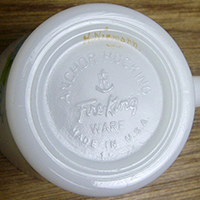 ANCHOR HOCKING
Fire King
WARE
MADE IN U.S.A.